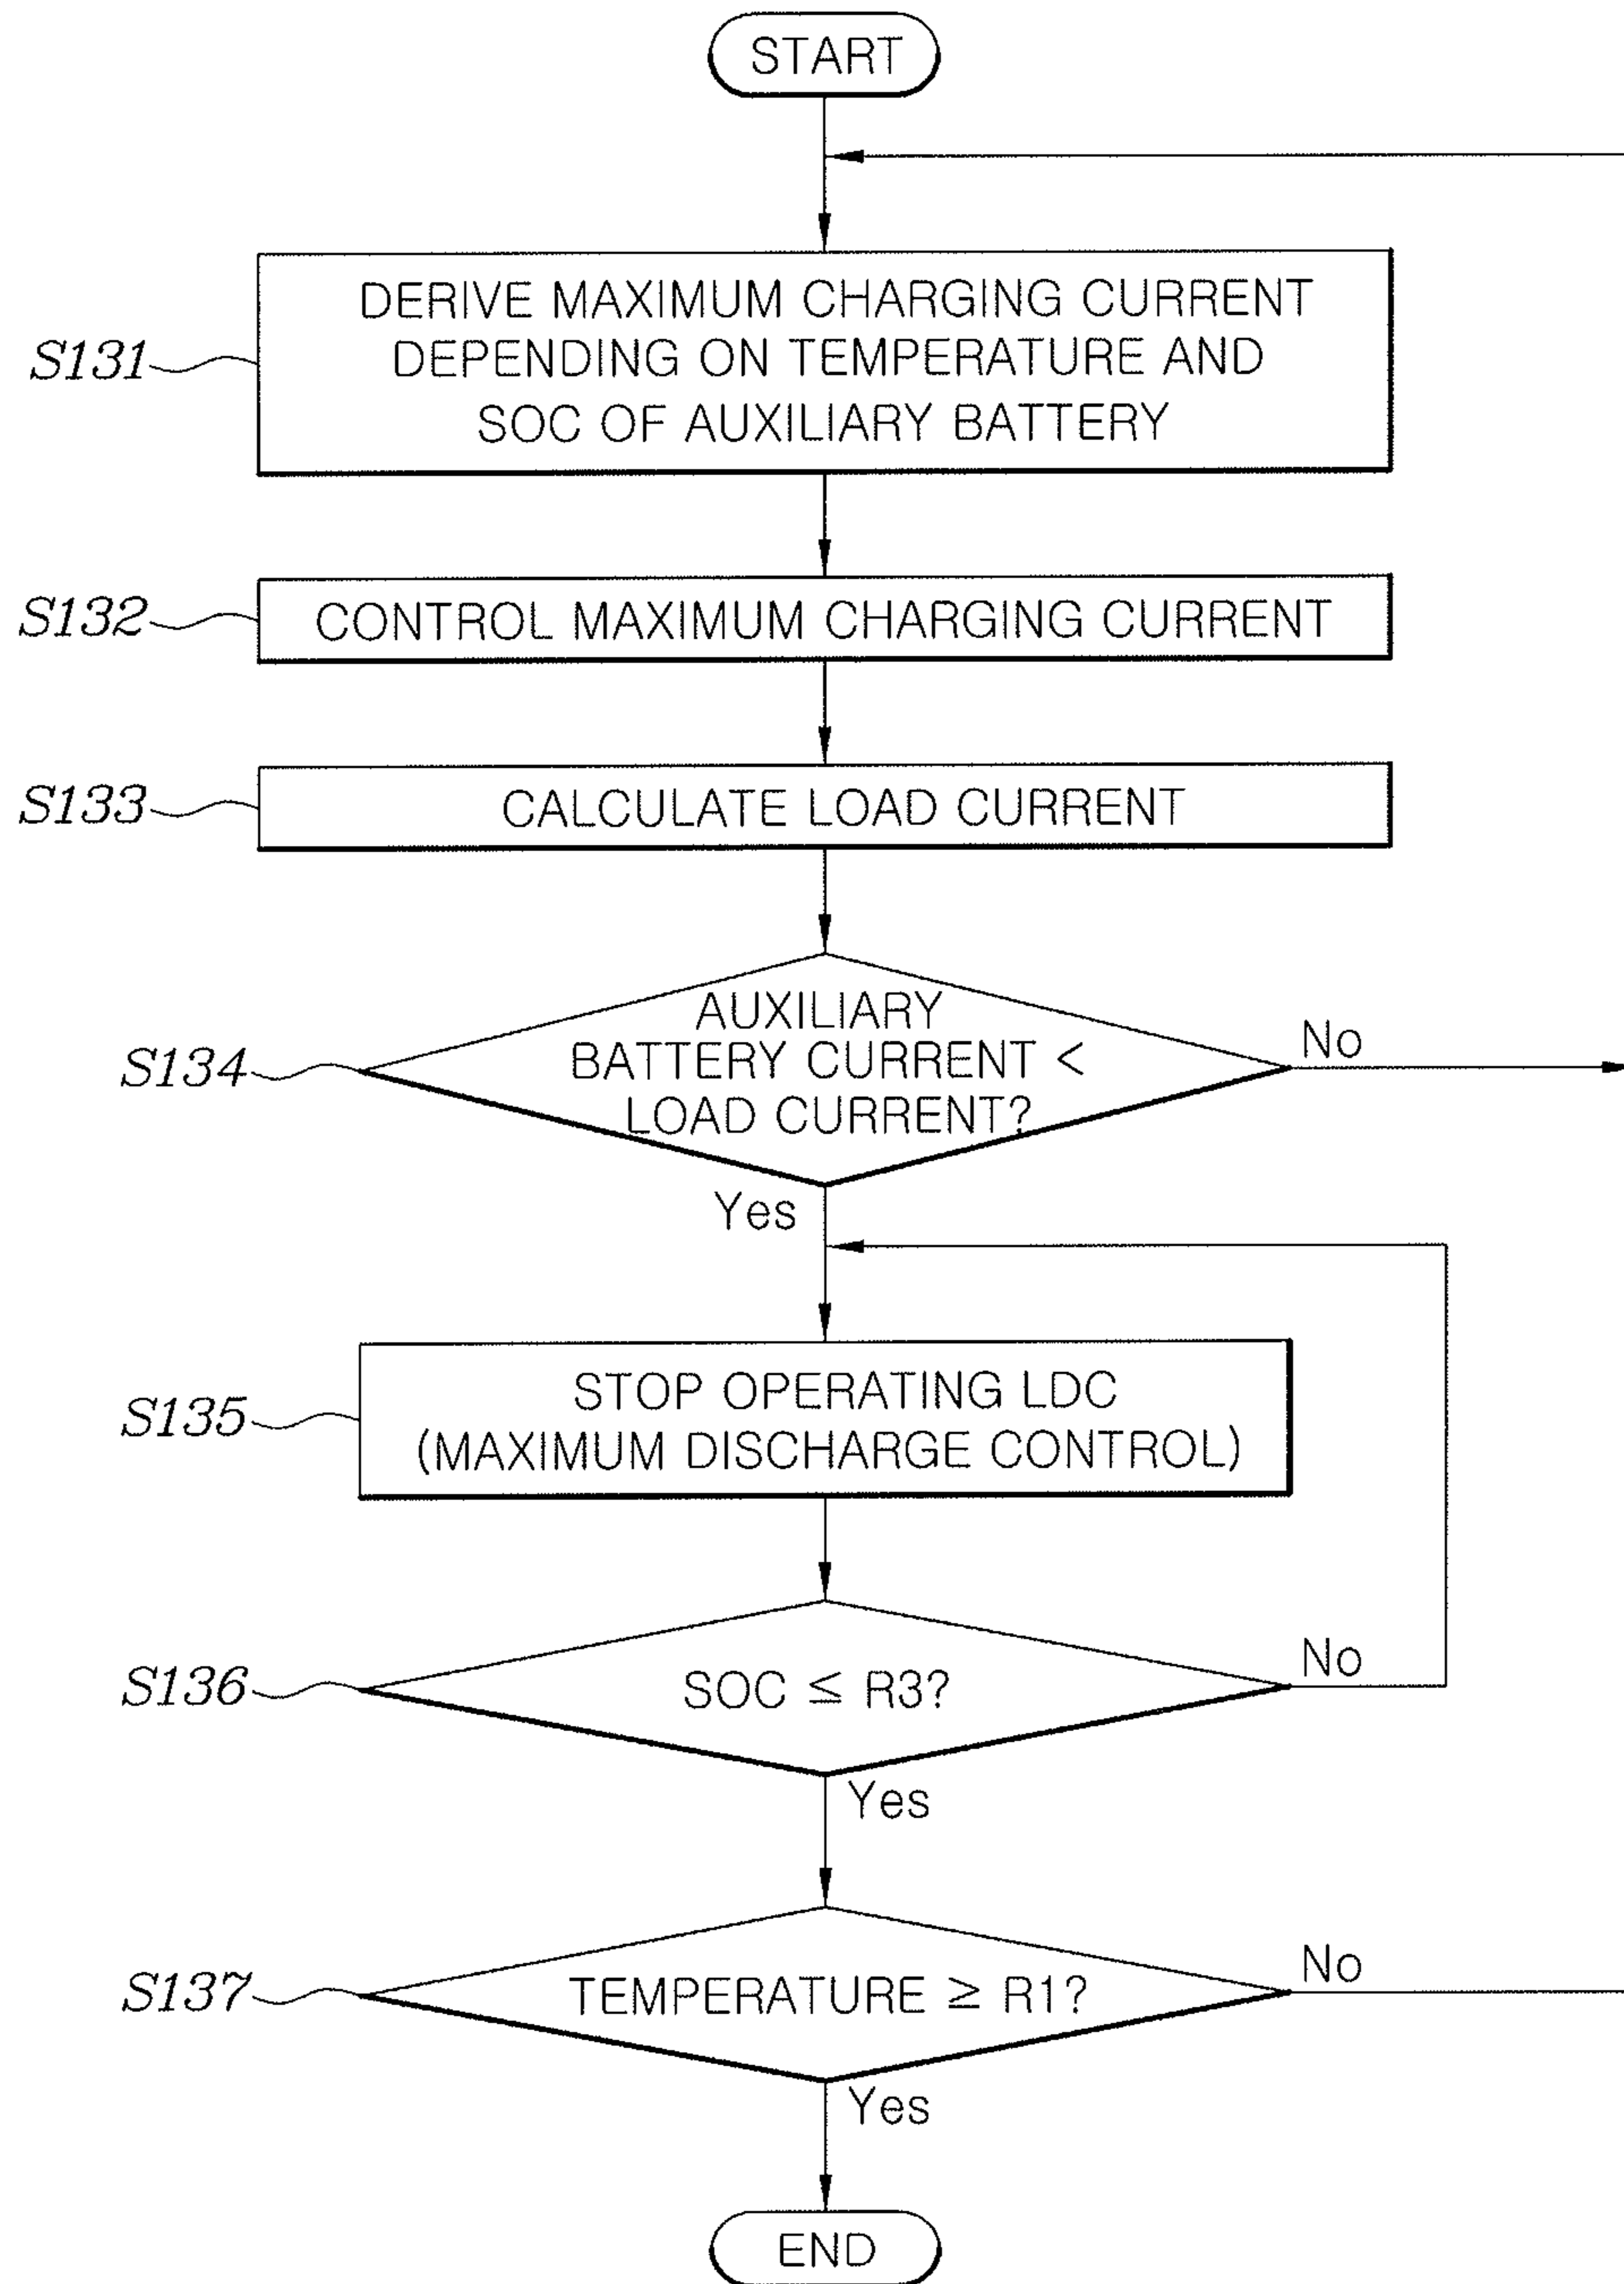 START
S131
DERIVE MAXIMUM CHARGING CURRENT
DEPENDING ON TEMPERATURE AND
SOC OF AUXILIARY BATTERY
S132
CONTROL MAXIMUM CHARGING CURRENT
S133
CALCULATE LOAD CURRENT
S134
AUXILIARY
BATTERY CURRENT <
LOAD CURRENT?
No
Yes
S135
STOP OPERATING LDC
(MAXIMUM DISCHARGE CONTROL)
S136
SOC ≤ R3?
No
Yes
S137
TEMPERATURE ≥ R1?
No
Yes
END